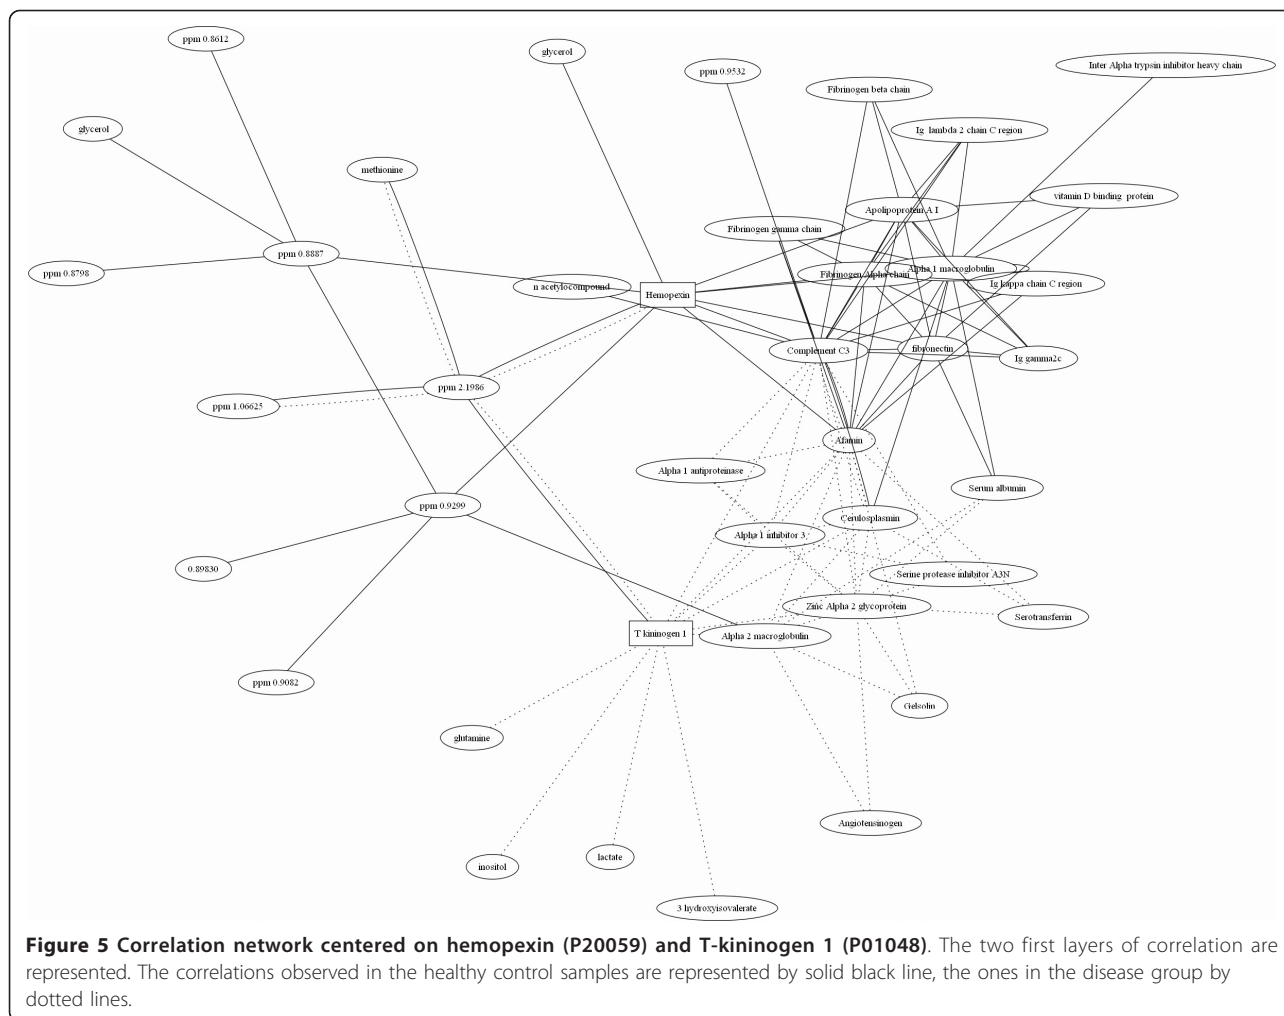 ppm 0.8612
glycerol
ppm 0.9532
Inter Alpha trypsin inhibitor heavy chain
Fibrinogen beta chain
glycerol
Ig lambda 2 chain C region
methionine
vitamin D binding protein
Apolipoprotein A I
Fibrinogen gamma chain
ppm 0.8887
ppm 0.8798
Fibrinogen Alpha chain
Alpha 1 macroglobulin
n acetylocompound
Ig kappa chain C region
Hemopexin
Complement C3
fibronectin
Ig gamma2c
ppm 2.1986
ppm 1.06625
Afamin
Alpha 1 antiproteinase
Serum albumin
ppm 0.9299
Cerulosplasmin
Alpha 1 inhibitor 3
0.89830
Serine protease inhibitor A3N
Zinc Alpha 2 glycoprotein
Serotransferrin
T kininogen 1
Alpha 2 macroglobulin
ppm 0.9082
Gelsolin
glutamine
Angiotensinogen
lactate
inositol
3 hydroxyisovalerate
Figure 5 Correlation network centered on hemopexin (P20059) and T-kininogen 1 (P01048). The two first layers of correlation are
represented. The correlations observed in the healthy control samples are represented by solid black line, the ones in the disease group by
dotted lines.